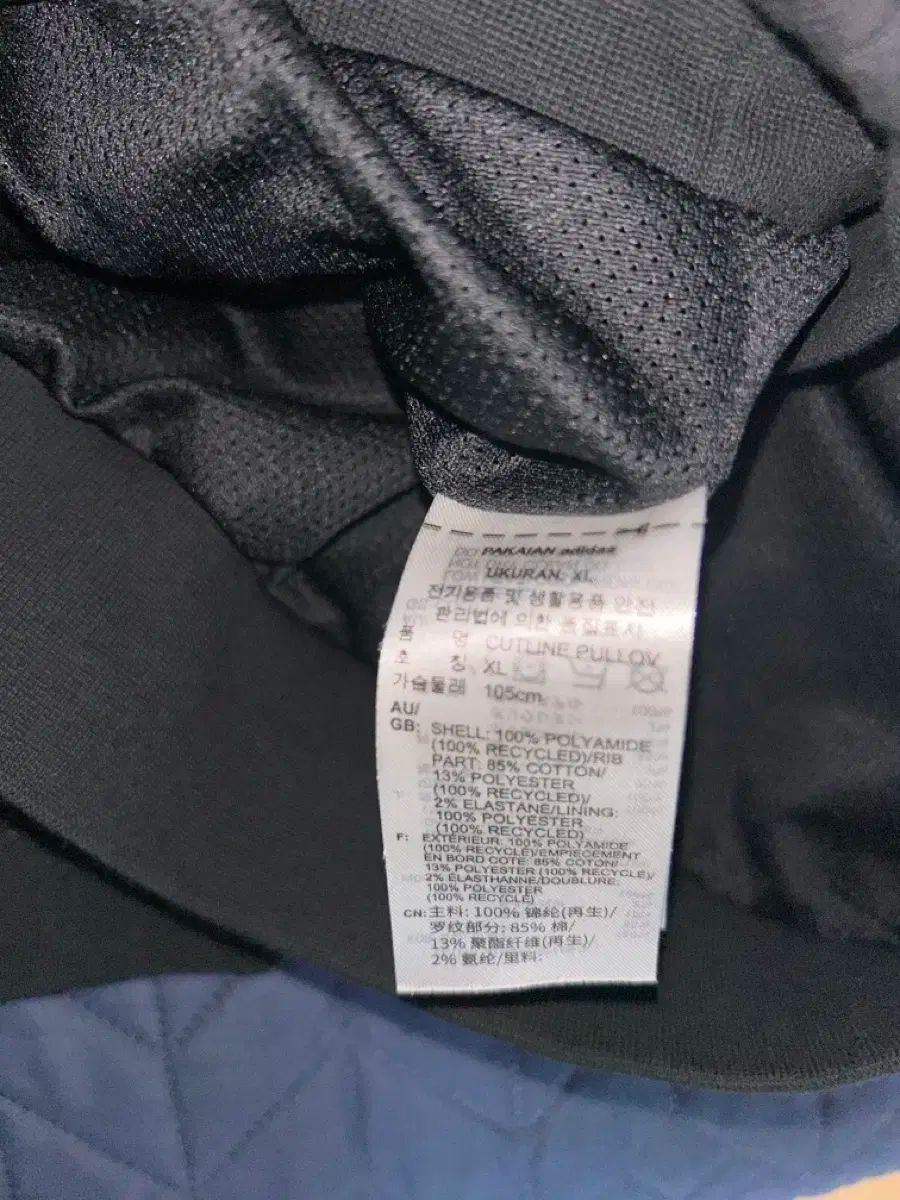 PAKAIAN adidas
UKURAN, XL
전기용품 및 생활용품 안전
관리법에 의한 품질표시
품 명 CUTLINE PULLOV
호 칭 XL
가슴둘레 105cm
AU/
GB: SHELL: 100% POLYAMIDE
(100% RECYCLED)/RIB
PART: 85% COTTON/
13% POLYESTER
(100% RECYCLED)/
2% ELASTANE/LINING:
100% POLYESTER
(100% RECYCLED)
F: EXTÉRIEUR: 100% POLYAMIDE
(100% RECYCLÉ)/EMPIÈCEMENT
EN BORD CÔTE: 85% COTON/
13% POLYESTER (100% RECYCLÉ)/
2% ÉLASTHANNE/DOUBLURE:
100% POLYESTER
(100% RECYCLÉ)
CN: 主料: 100% 锦纶(再生)/
罗纹部分: 85% 棉/
13% 聚酯纤维(再生)/
2% 氨纶/里料: